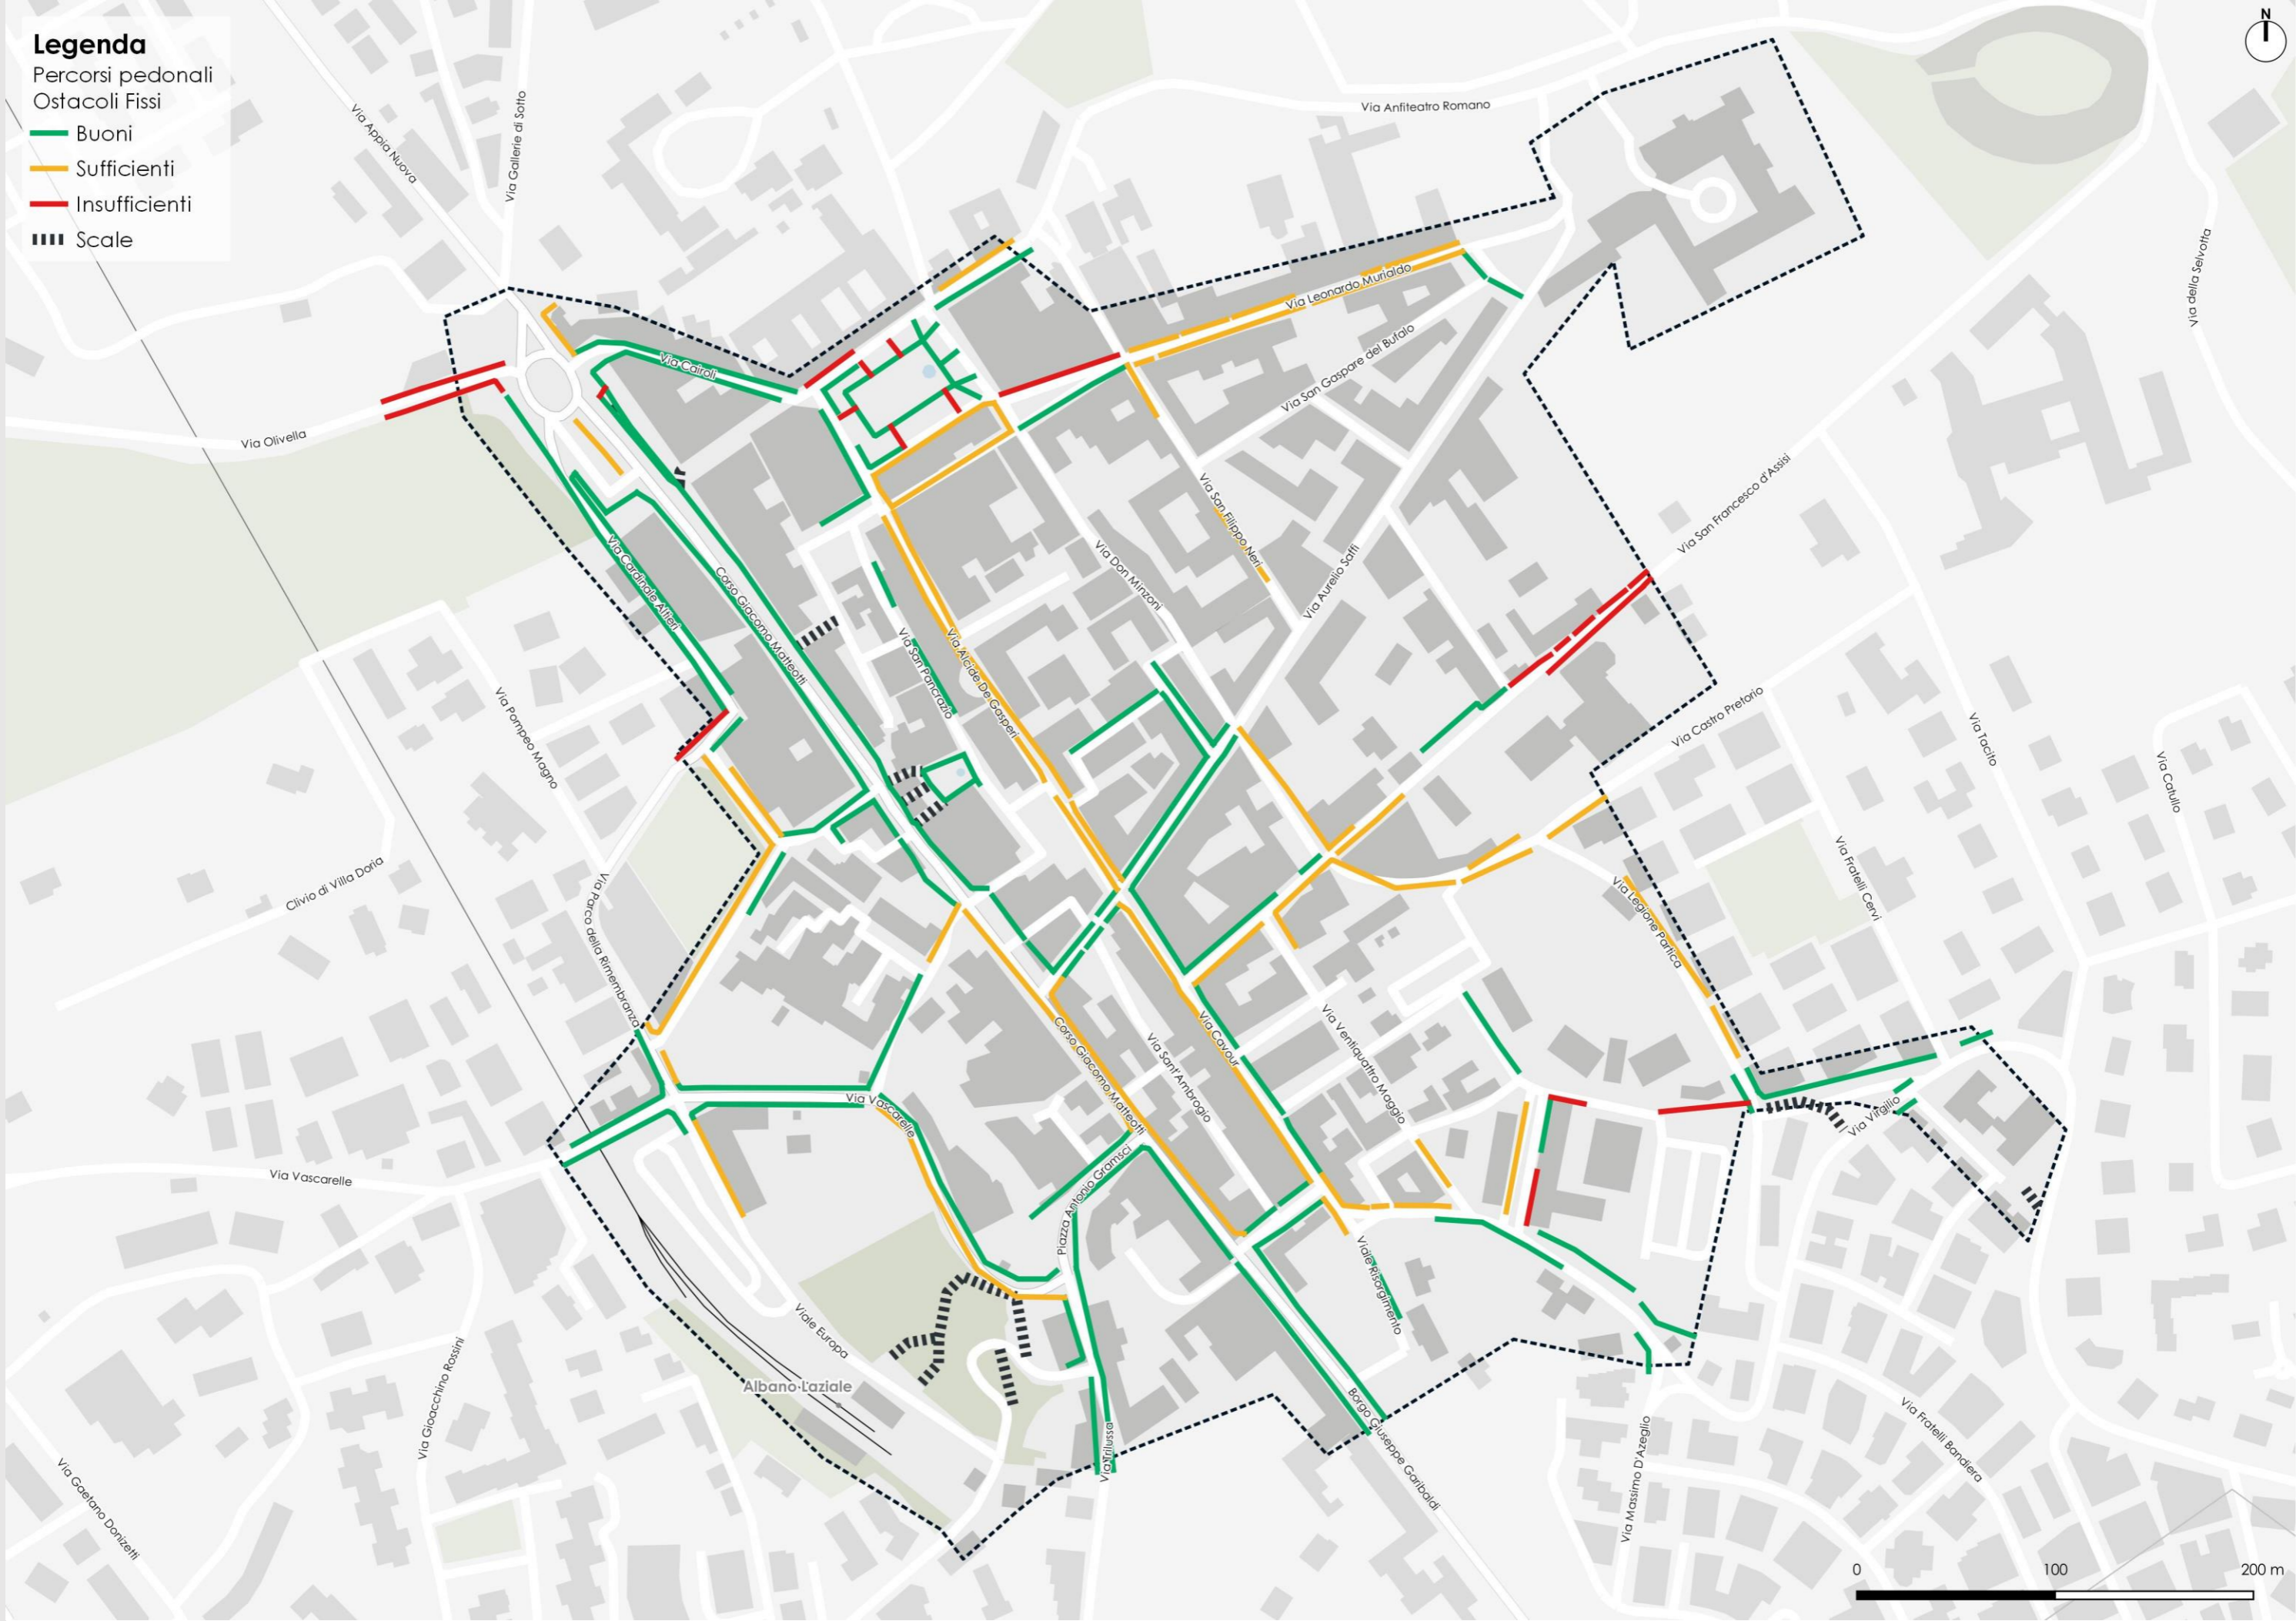 Legenda
Percorsi pedonali
Ostacoli Fissi
Buoni
Sufficienti
Insufficienti
Scale
N
Via Appia Nuova
Via Gallerie di Sotto
Via Anfiteatro Romano
Via della Selvotta
Via Leonardo Murialdo
Via San Gaspare del Bufalo
Via Cairoli
Via Olivella
Via San Francesco d'Assisi
Via San Filippo Neri
Via Don Minzoni
Via Aurelio Saffi
Via Cardinale Altieri
Corso Giacomo Matteotti
Via San Pancrazio
Via Alcide De Gasperi
Via Pompeo Magno
Via Castro Pretorio
Via Tacito
Via Catullo
Via Fratelli Cervi
Clivio di Villa Doria
Via Parco della Rimembranza
Via Legione Partica
Corso Giacomo Matteotti
Via Sant'Ambrogio
Via Cavour
Via Ventiquattro Maggio
Via Vascarelle
Via Virgilio
Piazza Antonio Gramsci
Via Vascarelle
Viale Risorgimento
Viale Europa
Albano Laziale
Via Gioacchino Rossini
Via Trilussa
Borgo Giuseppe Garibaldi
Via Massimo D'Azeglio
Via Fratelli Bandiera
Via Gaetano Donizetti
0 100 200 m